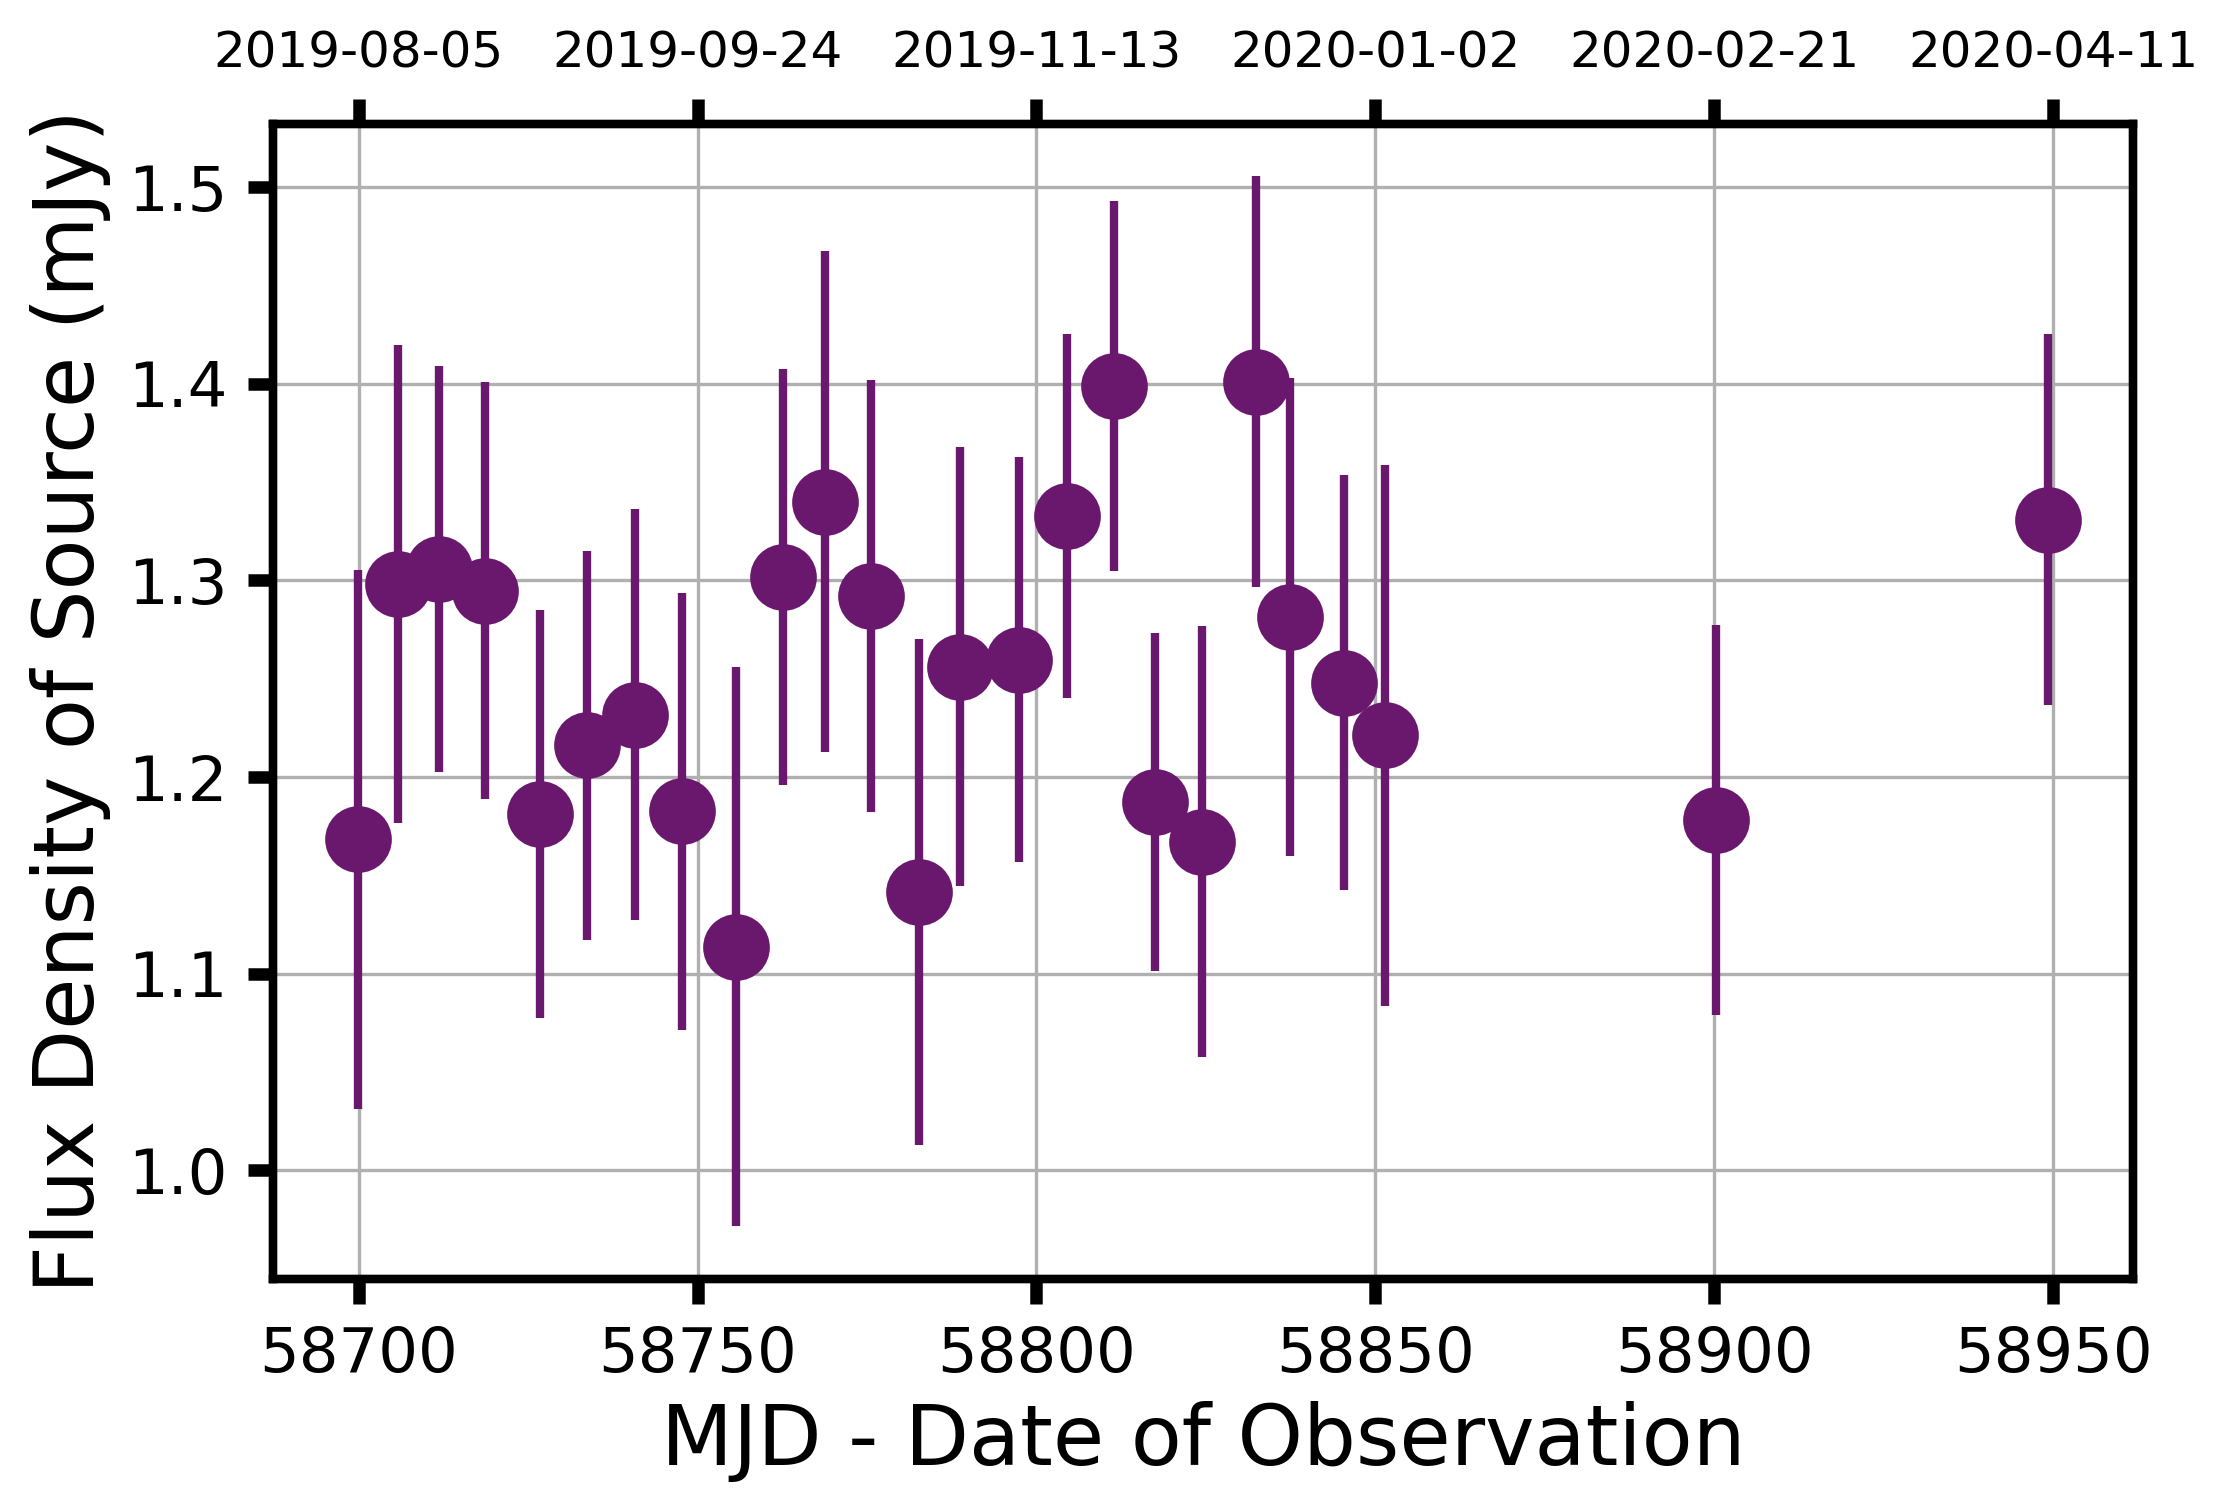 2019-08-05 2019-09-24 2019-11-13 2020-01-02 2020-02-21 2020-04-11
Flux Density of Source (mJy)
1.5
1.4
1.3
1.2
1.1
1.0
58700 58750 58800 58850 58900 58950
MJD - Date of Observation